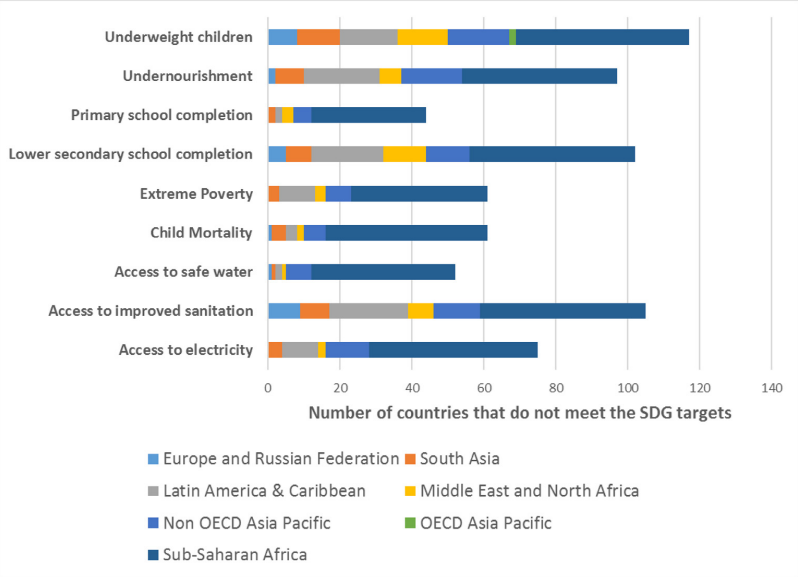 Underweight children
Undernourishment
Primary school completion
Lower secondary school completion
Extreme Poverty
Child Mortality
Access to safe water
Access to improved sanitation
Access to electricity
0 20 40 60 80 100 120 140
Number of countries that do not meet the SDG targets
Europe and Russian Federation South Asia
Latin America & Caribbean Middle East and North Africa
Non OECD Asia Pacific OECD Asia Pacific
Sub-Saharan Africa